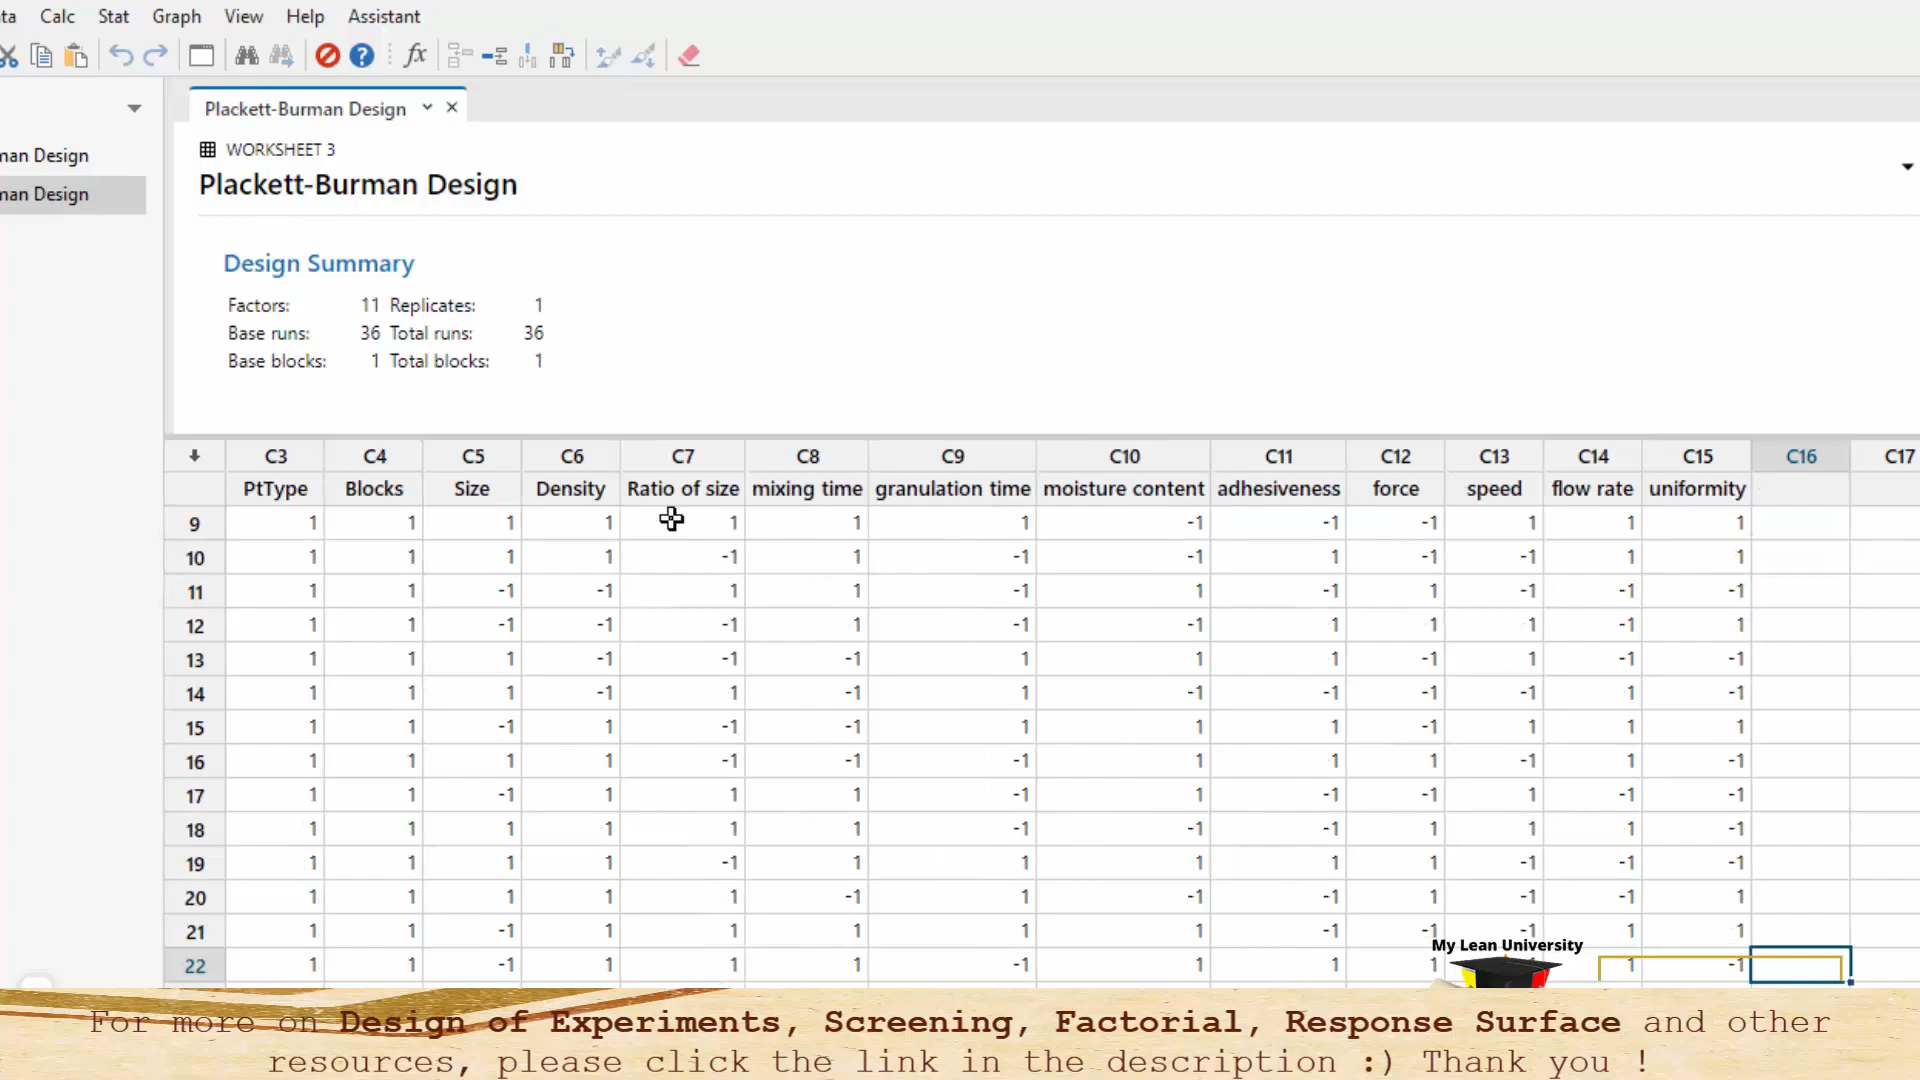 ta Calc Stat Graph View Help Assistant
fx
Plackett-Burman Design
man Design
man Design
WORKSHEET 3
Plackett-Burman Design
Design Summary
Factors: 11 Replicates: 1
Base runs: 36 Total runs: 36
Base blocks: 1 Total blocks: 1
C3 C4 C5 C6 C7 C8 C9 C10 C11 C12 C13 C14 C15 C16 C17
PtType Blocks Size Density Ratio of size mixing time granulation time moisture content adhesiveness force speed flow rate uniformity
9 1 1 1 1 1 1 1 -1 -1 -1 1 1 1
10 1 1 1 1 -1 1 -1 -1 1 -1 -1 1 1
11 1 1 -1 -1 1 1 -1 1 -1 1 -1 -1 -1
12 1 1 -1 -1 -1 1 -1 -1 1 1 1 -1 1
13 1 1 1 -1 -1 -1 1 1 1 -1 1 -1 -1
14 1 1 1 -1 1 -1 1 -1 -1 -1 -1 1 -1
15 1 1 -1 1 -1 -1 1 1 1 -1 1 1 1
16 1 1 1 1 -1 -1 -1 1 1 1 -1 1 -1
17 1 1 -1 1 1 1 -1 1 -1 -1 1 -1 -1
18 1 1 1 1 1 1 -1 -1 -1 1 1 1 -1
19 1 1 1 1 -1 1 1 1 1 1 -1 -1 -1
20 1 1 1 1 1 -1 1 -1 -1 1 -1 -1 1
21 1 1 -1 1 1 1 1 1 -1 -1 -1 1 1
22 1 1 -1 1 1 1 -1 1 1 1 1 -1
My Lean University
For more on Design of Experiments, Screening, Factorial, Response Surface and other
resources, please click the link in the description :) Thank you !